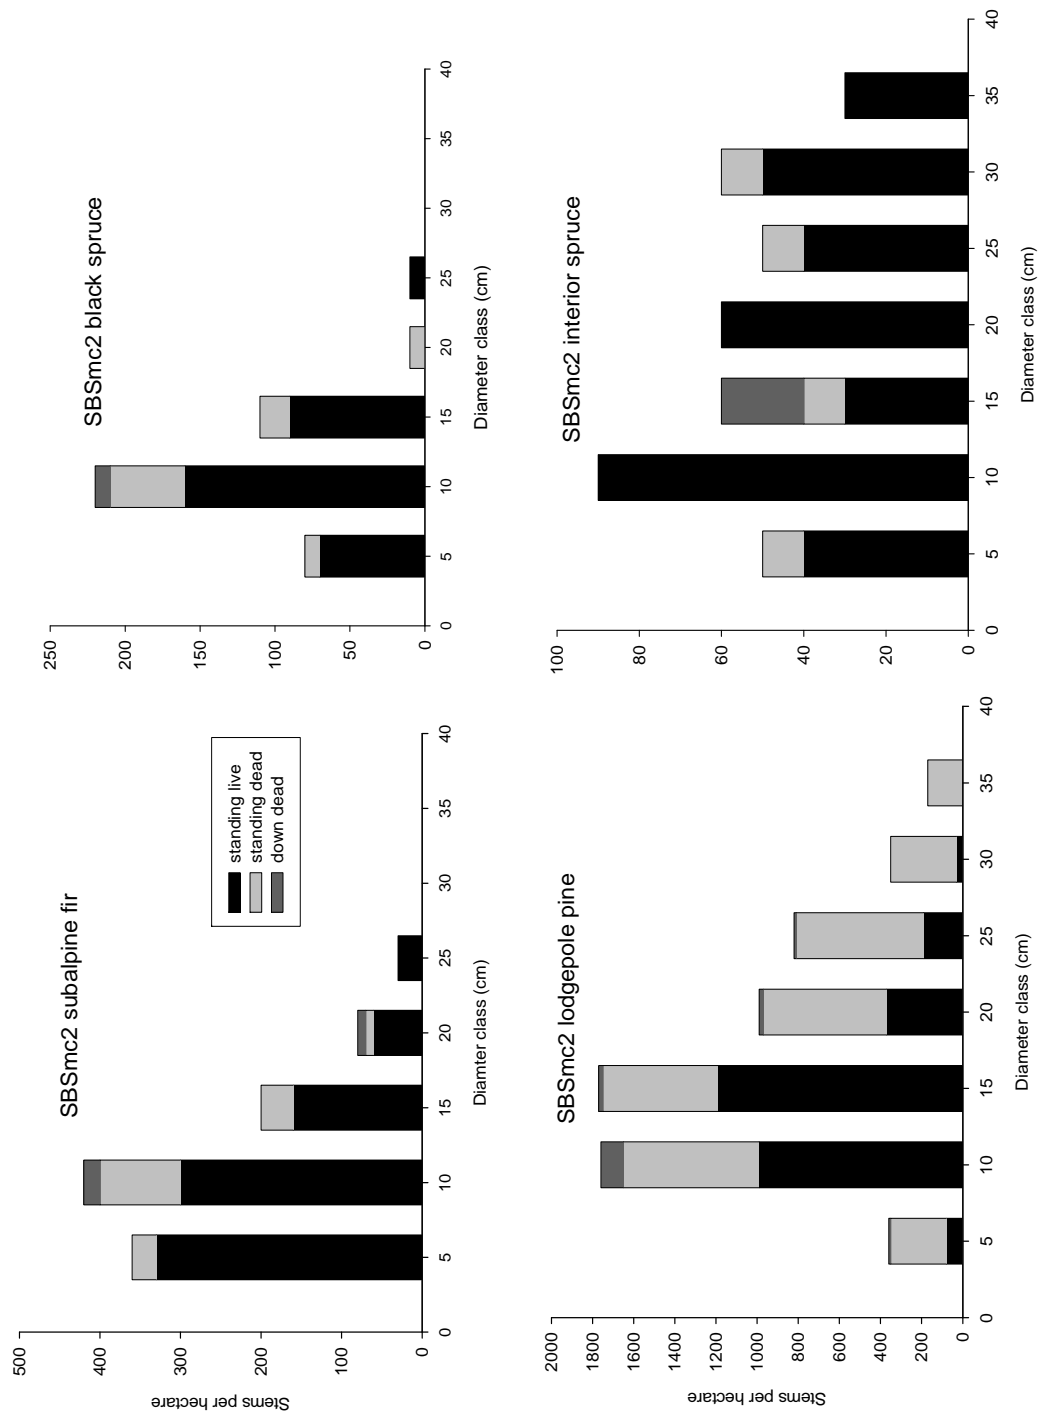 SBSmc2 subalpine fir
Stems per hectare
500
400
300
200
100
0
standing live
standing dead
down dead
0 5 10 15 20 25 30 35 40
Diamter class (cm)
SBSmc2 black spruce
250
200
150
100
50
0
0 5 10 15 20 25 30 35 40
Diameter class (cm)
SBSmc2 lodgepole pine
Stems per hectare
2000
1800
1600
1400
1200
1000
800
600
400
200
0
0 5 10 15 20 25 30 35 40
Diameter class (cm)
SBSmc2 interior spruce
100
80
60
40
20
0
0 5 10 15 20 25 30 35 40
Diameter class (cm)